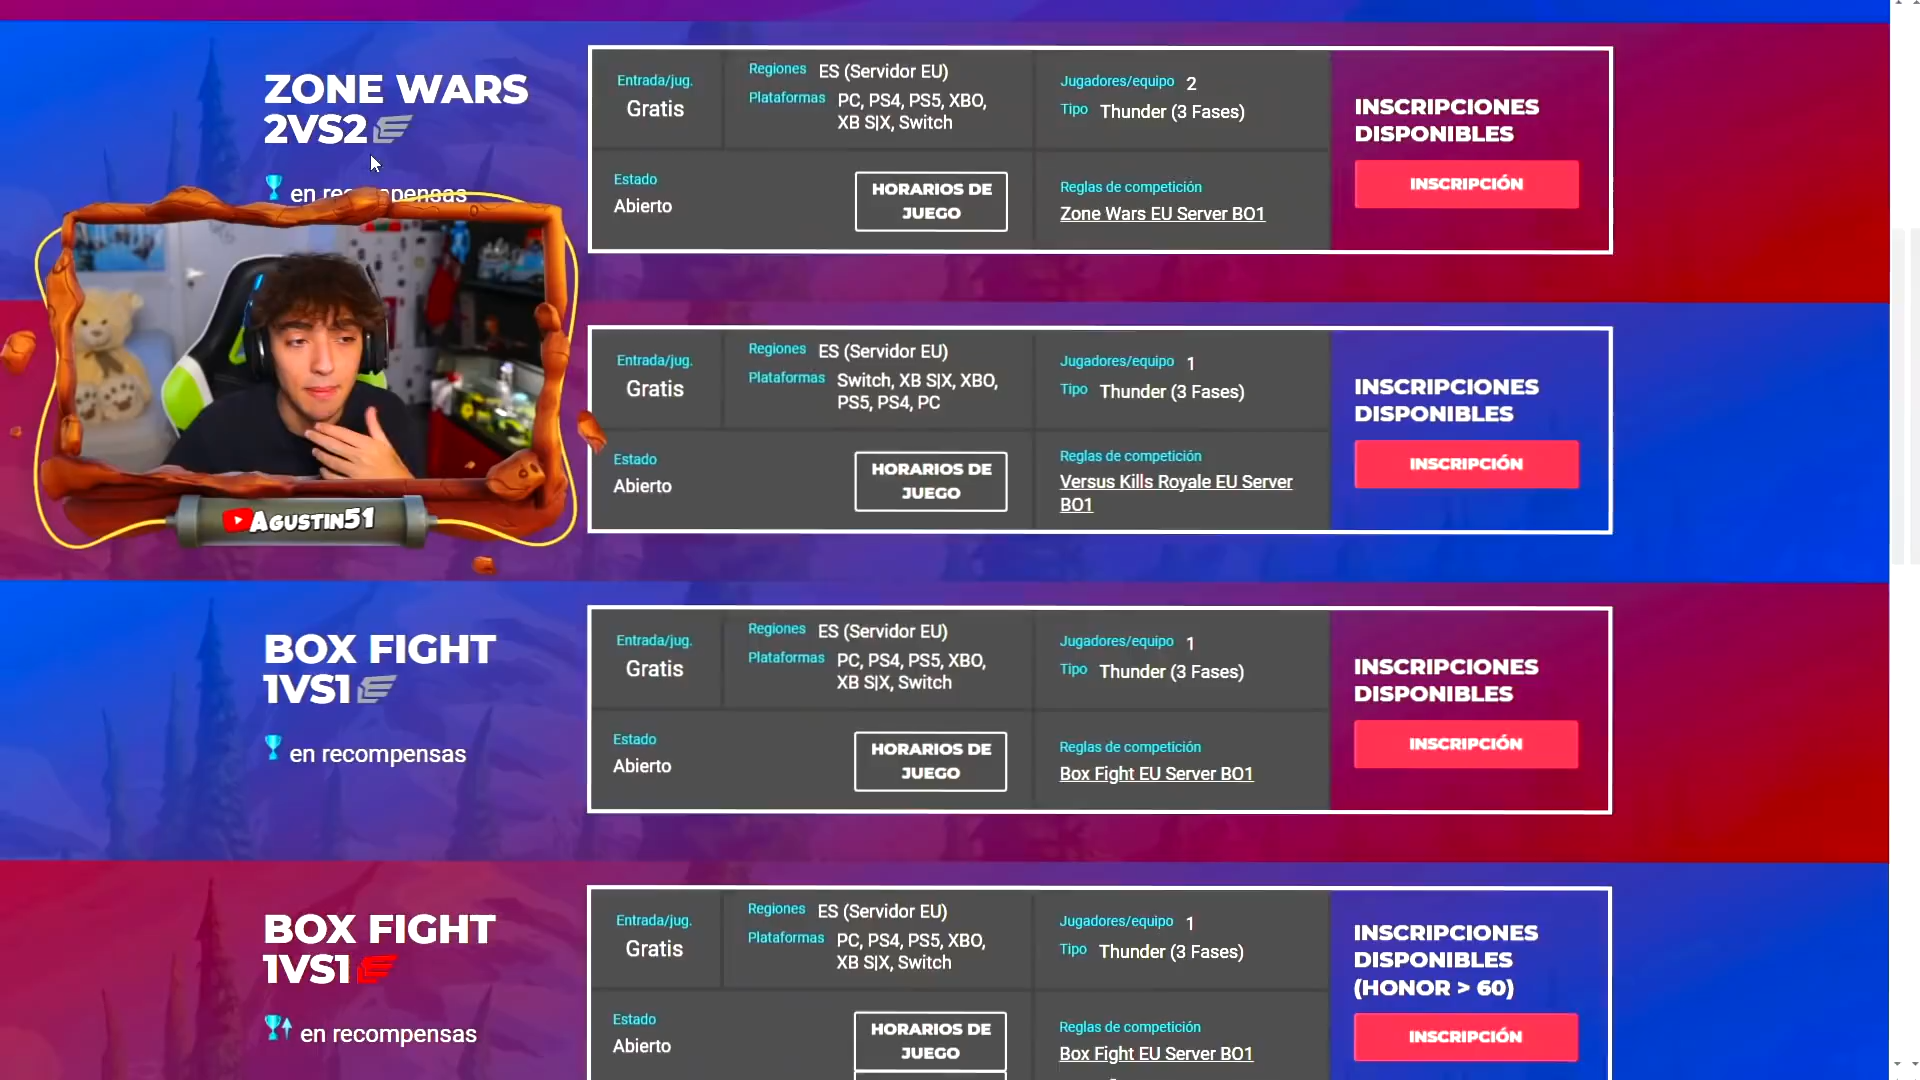 ZONE WARS
2VS2
en recompensas
Entrada/jug.
Gratis
Regiones ES (Servidor EU)
Plataformas PC, PS4, PS5, XBO,
XB S|X, Switch
Jugadores/equipo 2
Tipo Thunder (3 Fases)
Estado
Abierto
HORARIOS DE
JUEGO
Reglas de competición
Zone Wars EU Server BO1
INSCRIPCIONES
DISPONIBLES
INSCRIPCIÓN
AGUSTIN51
Entrada/jug.
Gratis
Regiones ES (Servidor EU)
Plataformas Switch, XB S|X, XBO,
PS5, PS4, PC
Jugadores/equipo 1
Tipo Thunder (3 Fases)
Estado
Abierto
HORARIOS DE
JUEGO
Reglas de competición
Versus Kills Royale EU Server
BO1
INSCRIPCIONES
DISPONIBLES
INSCRIPCIÓN
BOX FIGHT
1VS1
en recompensas
Entrada/jug.
Gratis
Regiones ES (Servidor EU)
Plataformas PC, PS4, PS5, XBO,
XB S|X, Switch
Jugadores/equipo 1
Tipo Thunder (3 Fases)
Estado
Abierto
HORARIOS DE
JUEGO
Reglas de competición
Box Fight EU Server BO1
INSCRIPCIONES
DISPONIBLES
INSCRIPCIÓN
BOX FIGHT
1VS1
en recompensas
Entrada/jug.
Gratis
Regiones ES (Servidor EU)
Plataformas PC, PS4, PS5, XBO,
XB S|X, Switch
Jugadores/equipo 1
Tipo Thunder (3 Fases)
Estado
Abierto
HORARIOS DE
JUEGO
Reglas de competición
Box Fight EU Server BO1
INSCRIPCIONES
DISPONIBLES
(HONOR > 60)
INSCRIPCIÓN